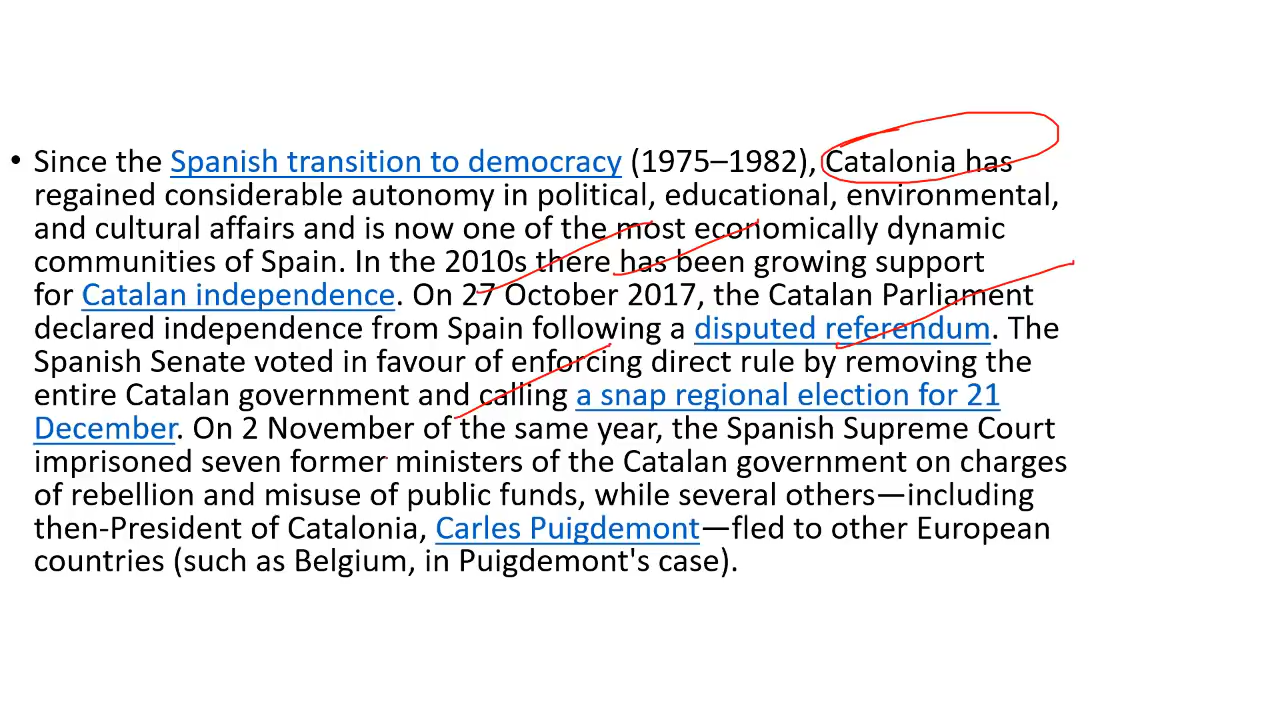 • Since the Spanish transition to democracy (1975–1982), Catalonia has
regained considerable autonomy in political, educational, environmental,
and cultural affairs and is now one of the most economically dynamic
communities of Spain. In the 2010s there has been growing support
for Catalan independence. On 27 October 2017, the Catalan Parliament
declared independence from Spain following a disputed referendum. The
Spanish Senate voted in favour of enforcing direct rule by removing the
entire Catalan government and calling a snap regional election for 21
December. On 2 November of the same year, the Spanish Supreme Court
imprisoned seven former ministers of the Catalan government on charges
of rebellion and misuse of public funds, while several others—including
then-President of Catalonia, Carles Puigdemont—fled to other European
countries (such as Belgium, in Puigdemont's case).